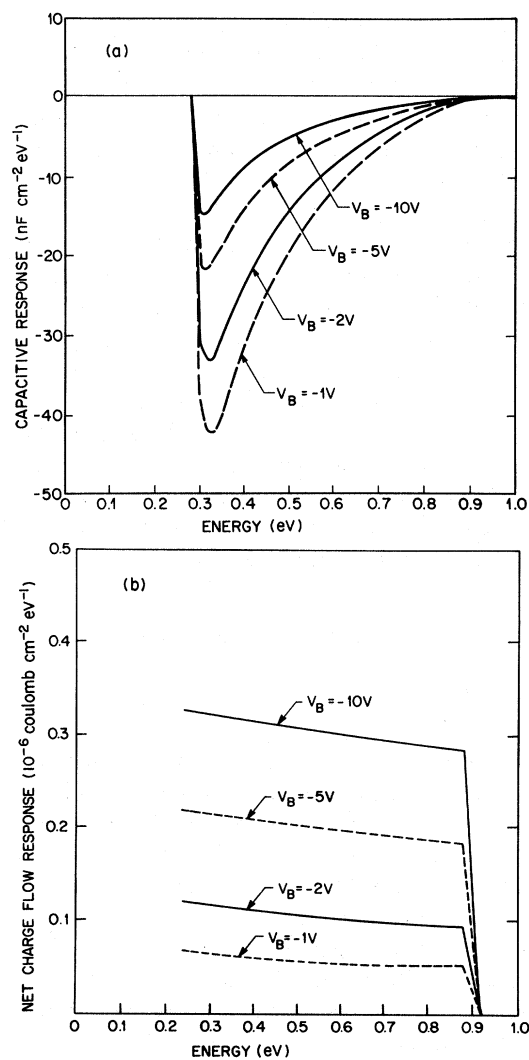 (a)
CAPACITIVE RESPONSE (nF cm⁻² eV⁻¹)
10
0
-10
-20
-30
-40
-50
V_B = -10V
V_B = -5V
V_B = -2V
V_B = -1V
0 0.1 0.2 0.3 0.4 0.5 0.6 0.7 0.8 0.9 1.0
ENERGY (eV)
(b)
NET CHARGE FLOW RESPONSE (10⁻⁶ coulomb cm⁻² eV⁻¹)
0.5
0.4
0.3
0.2
0.1
V_B = -10V
V_B = -5V
V_B = -2V
V_B = -1V
0 0.1 0.2 0.3 0.4 0.5 0.6 0.7 0.8 0.9 1.0
ENERGY (eV)